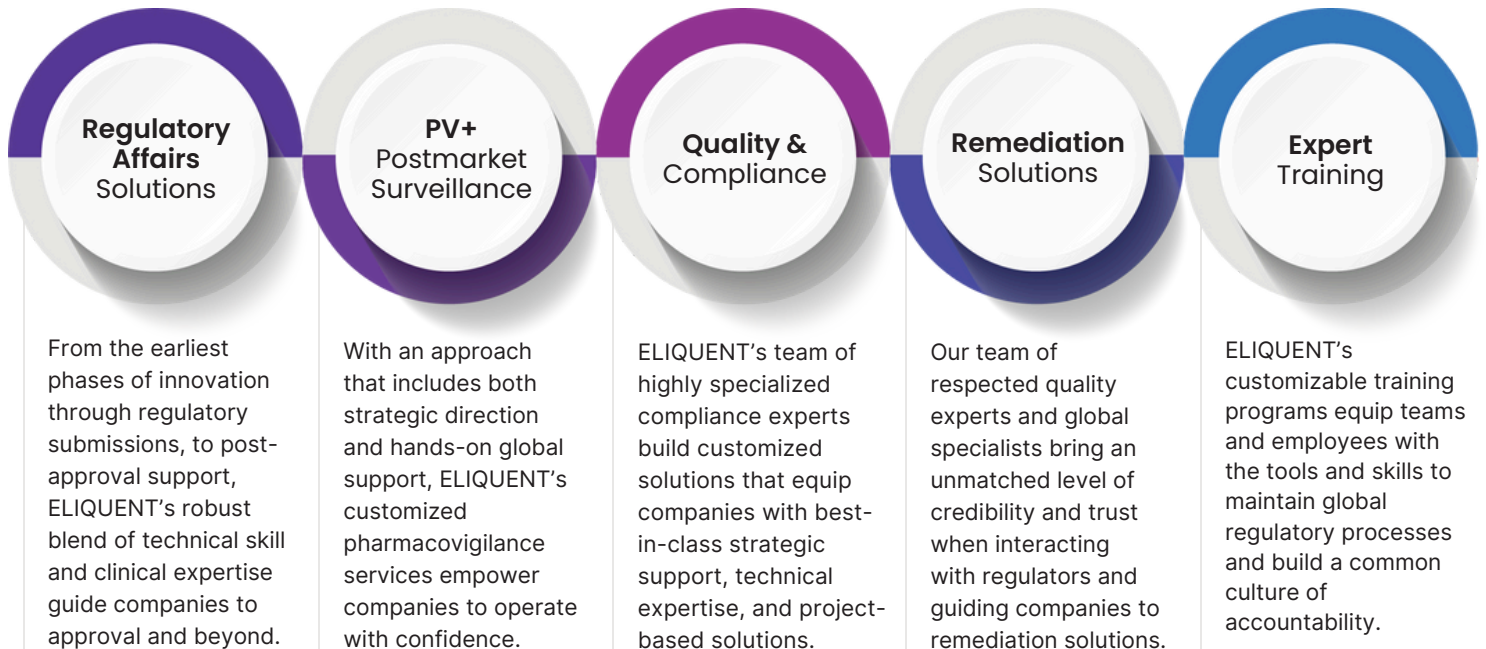 Regulatory
Affairs
Solutions
From the earliest
phases of innovation
through regulatory
submissions, to post-
approval support,
ELIQUENT’s robust
blend of technical skill
and clinical expertise
guide companies to
approval and beyond.
PV+
Postmarket
Surveillance
With an approach
that includes both
strategic direction
and hands-on global
support, ELIQUENT’s
customized
pharmacovigilance
services empower
companies to operate
with confidence.
Quality &
Compliance
ELIQUENT’s team of
highly specialized
compliance experts
build customized
solutions that equip
companies with best-
in-class strategic
support, technical
expertise, and project-
based solutions.
Remediation
Solutions
Our team of
respected quality
experts and global
specialists bring an
unmatched level of
credibility and trust
when interacting
with regulators and
guiding companies to
remediation solutions.
Expert
Training
ELIQUENT’s
customizable training
programs equip teams
and employees with
the tools and skills to
maintain global
regulatory processes
and build a common
culture of
accountability.